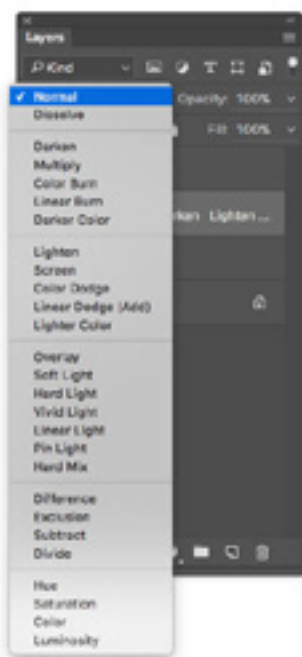 Layers
Kind
Normal
Opacity: 100%
Dissolve
Fill: 100%
Darken
Multiply
Color Burn
Linear Burn
Darker Color
rken Lighten ...
Lighten
Screen
Color Dodge
Linear Dodge (Add)
Lighter Color
Overlay
Soft Light
Hard Light
Vivid Light
Linear Light
Pin Light
Hard Mix
Difference
Exclusion
Subtract
Divide
Hue
Saturation
Color
Luminosity